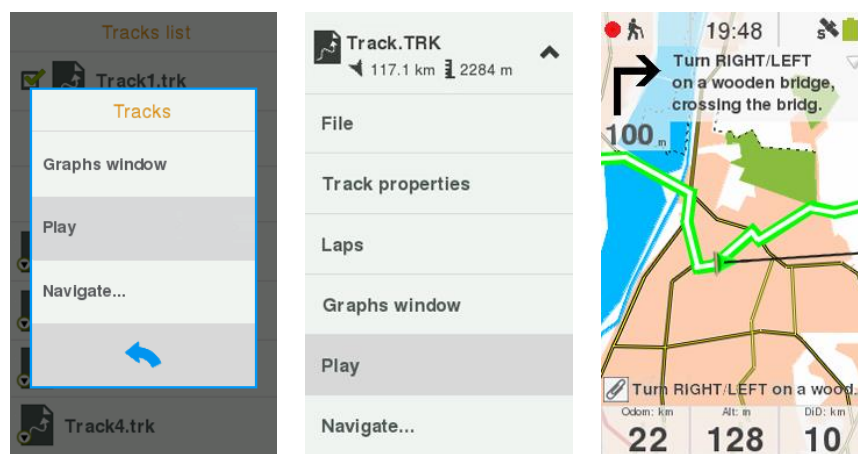 Tracks list
Track1.trk
Tracks
Graphs window
Play
Navigate...
Track4.trk
Track.TRK
117.1 km 2284 m
File
Track properties
Laps
Graphs window
Play
Navigate...
19:48
S
Turn RIGHT/LEFT
on a wooden bridge,
crossing the bridg.
100 m
Turn RIGHT/LEFT on a wood.
Odom: km Alt: m DiD: km
22 128 10